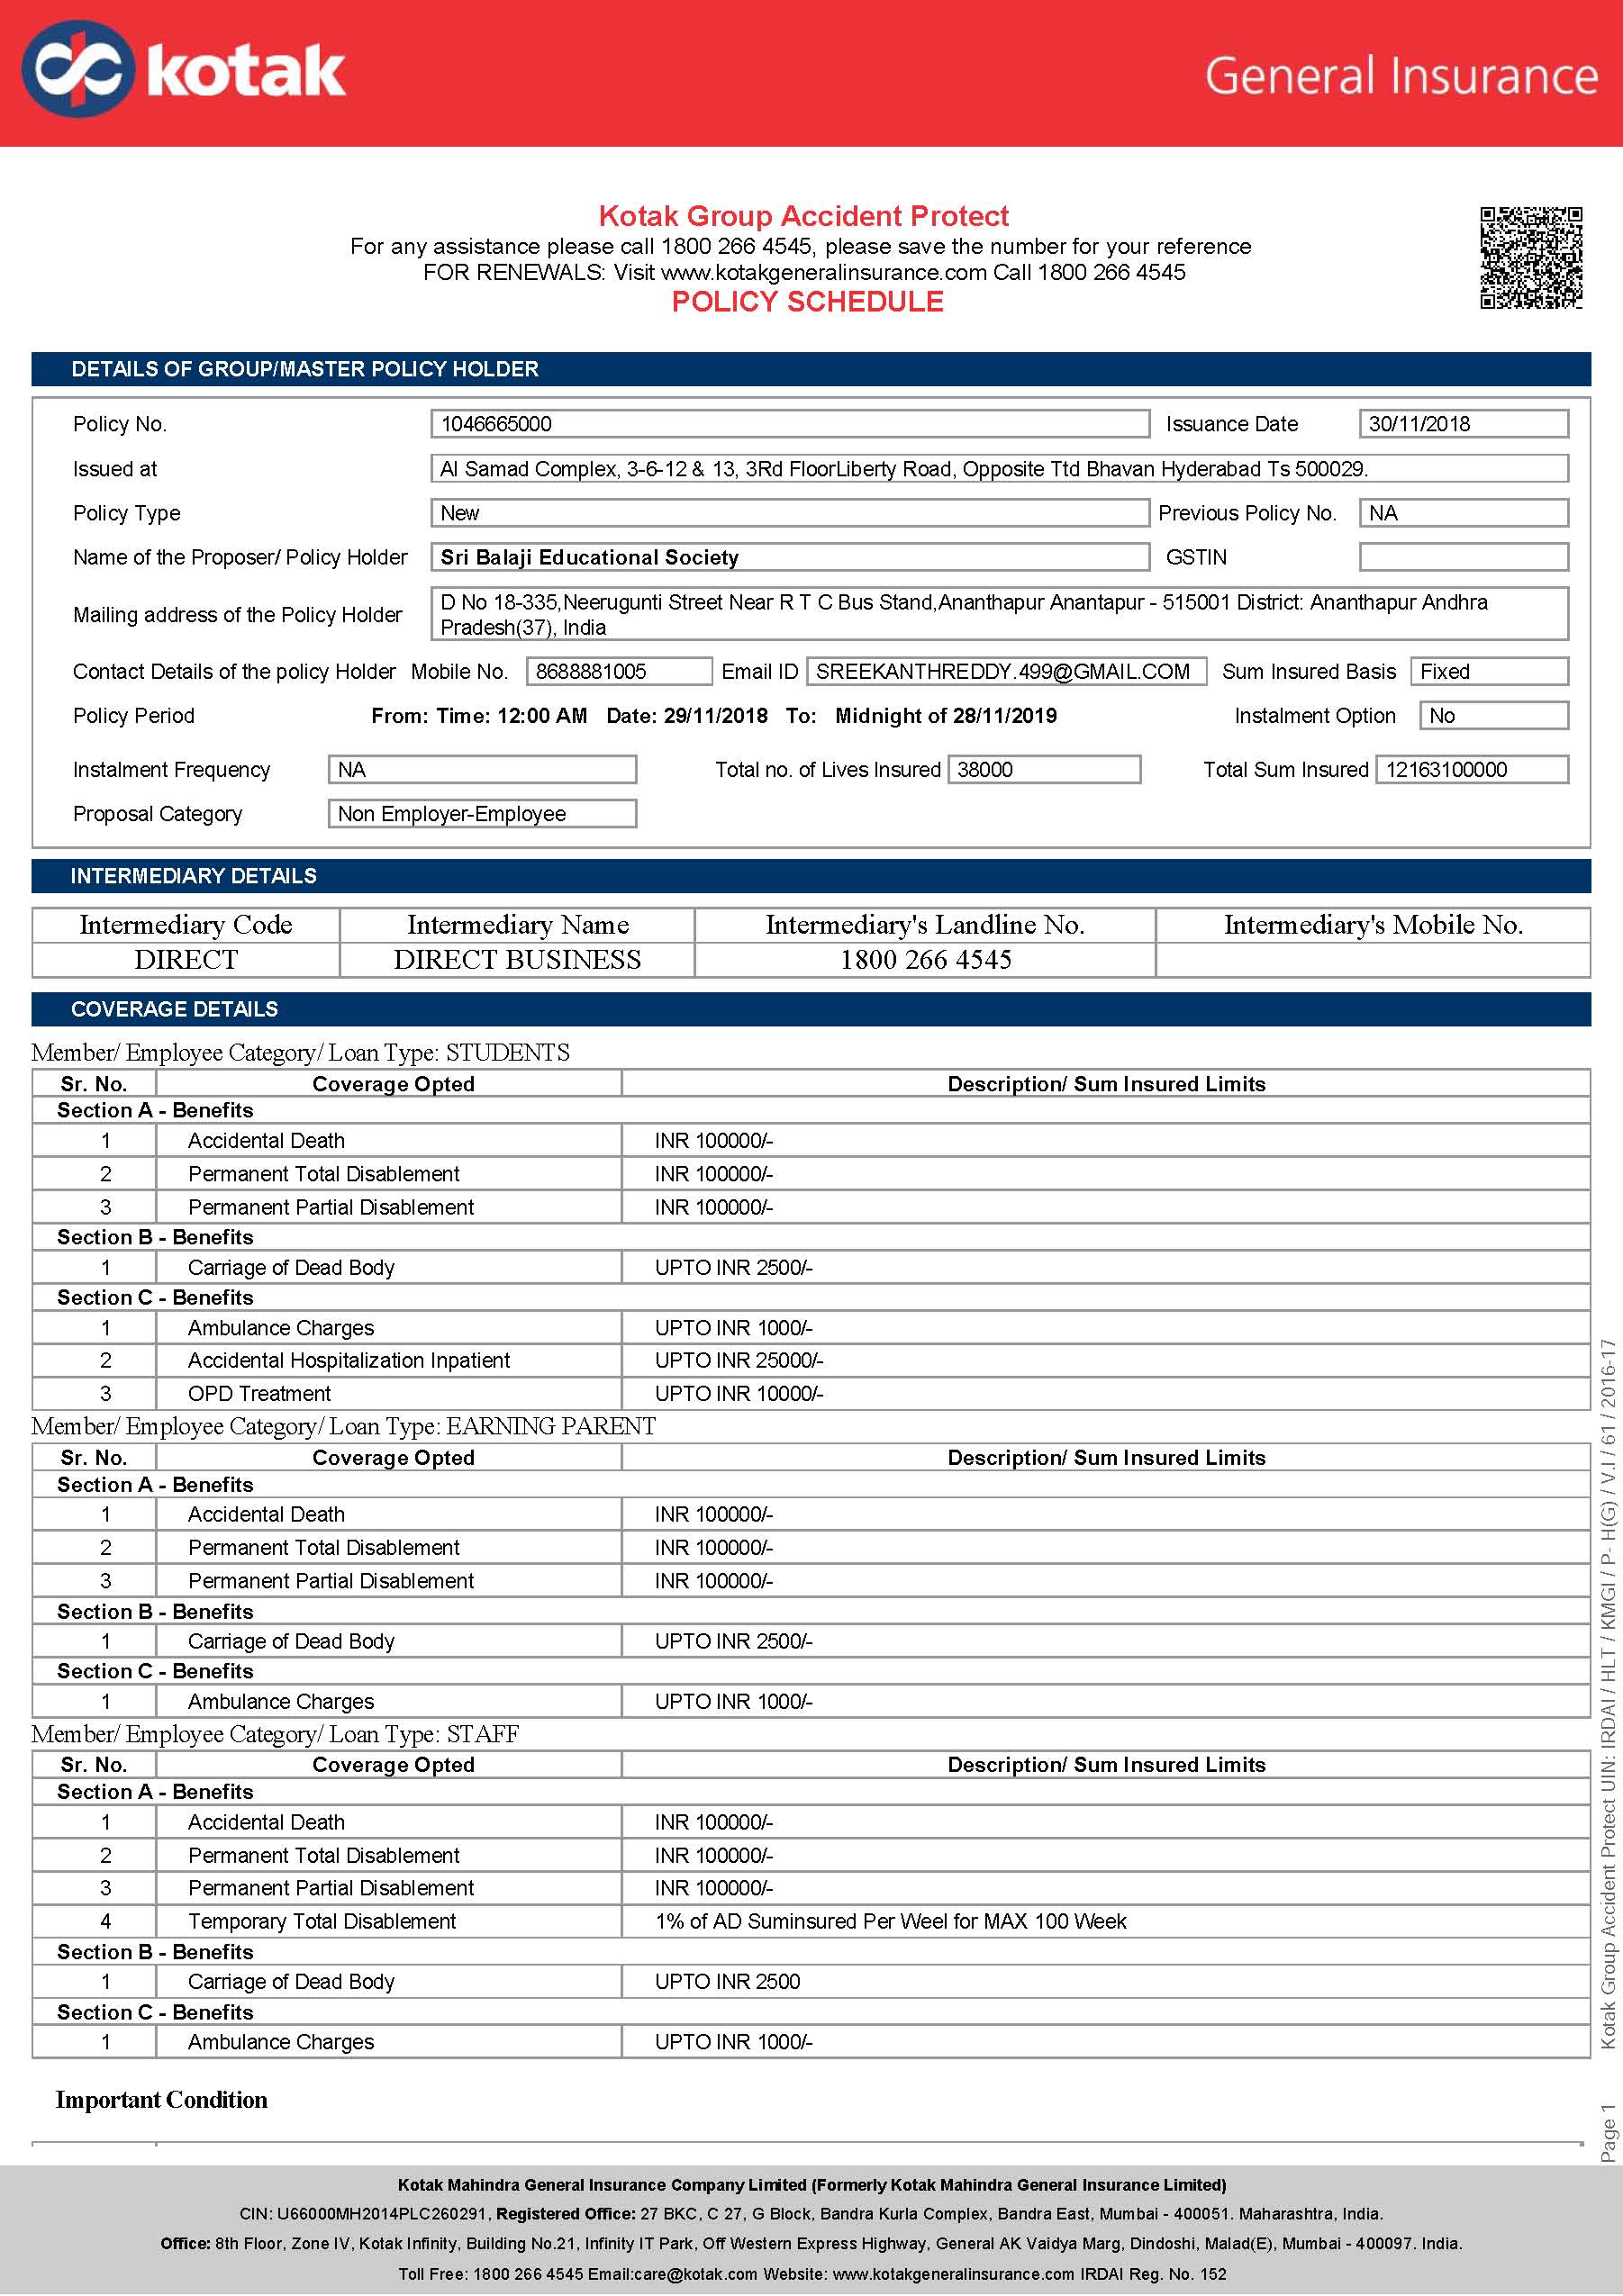 kotak
General Insurance
Kotak Group Accident Protect
For any assistance please call 1800 266 4545, please save the number for your reference
FOR RENEWALS: Visit www.kotakgeneralinsurance.com Call 1800 266 4545
POLICY SCHEDULE
DETAILS OF GROUP/MASTER POLICY HOLDER
Policy No. 1046665000 Issuance Date 30/11/2018
Issued at Al Samad Complex, 3-6-12 & 13, 3Rd FloorLiberty Road, Opposite Ttd Bhavan Hyderabad Ts 500029.
Policy Type New Previous Policy No. NA
Name of the Proposer/ Policy Holder Sri Balaji Educational Society GSTIN
Mailing address of the Policy Holder D No 18-335,Neerugunti Street Near R T C Bus Stand,Ananthapur Anantapur - 515001 District: Ananthapur Andhra
Pradesh(37), India
Contact Details of the policy Holder Mobile No. 8688881005 Email ID SREEKANTHREDDY.499@GMAIL.COM Sum Insured Basis Fixed
Policy Period From: Time: 12:00 AM Date: 29/11/2018 To: Midnight of 28/11/2019 Instalment Option No
Instalment Frequency NA Total no. of Lives Insured 38000 Total Sum Insured 12163100000
Proposal Category Non Employer-Employee
INTERMEDIARY DETAILS
Intermediary Code Intermediary Name Intermediary's Landline No. Intermediary's Mobile No.
DIRECT DIRECT BUSINESS 1800 266 4545
COVERAGE DETAILS
Member/ Employee Category/ Loan Type: STUDENTS
Sr. No. Coverage Opted Description/ Sum Insured Limits
Section A - Benefits
1 Accidental Death INR 100000/-
2 Permanent Total Disablement INR 100000/-
3 Permanent Partial Disablement INR 100000/-
Section B - Benefits
1 Carriage of Dead Body UPTO INR 2500/-
Section C - Benefits
1 Ambulance Charges UPTO INR 1000/-
2 Accidental Hospitalization Inpatient UPTO INR 25000/-
3 OPD Treatment UPTO INR 10000/-
Member/ Employee Category/ Loan Type: EARNING PARENT
Sr. No. Coverage Opted Description/ Sum Insured Limits
Section A - Benefits
1 Accidental Death INR 100000/-
2 Permanent Total Disablement INR 100000/-
3 Permanent Partial Disablement INR 100000/-
Section B - Benefits
1 Carriage of Dead Body UPTO INR 2500/-
Section C - Benefits
1 Ambulance Charges UPTO INR 1000/-
Member/ Employee Category/ Loan Type: STAFF
Sr. No. Coverage Opted Description/ Sum Insured Limits
Section A - Benefits
1 Accidental Death INR 100000/-
2 Permanent Total Disablement INR 100000/-
3 Permanent Partial Disablement INR 100000/-
4 Temporary Total Disablement 1% of AD Suminsured Per Weel for MAX 100 Week
Section B - Benefits
1 Carriage of Dead Body UPTO INR 2500
Section C - Benefits
1 Ambulance Charges UPTO INR 1000/-
Important Condition
Page 1 Kotak Group Accident Protect UIN: IRDAI / HLT / KMGI / P- H(G) / V.I / 61 / 2016-17
Kotak Mahindra General Insurance Company Limited (Formerly Kotak Mahindra General Insurance Limited)
CIN: U66000MH2014PLC260291, Registered Office: 27 BKC, C 27, G Block, Bandra Kurla Complex, Bandra East, Mumbai - 400051. Maharashtra, India.
Office: 8th Floor, Zone IV, Kotak Infinity, Building No.21, Infinity IT Park, Off Western Express Highway, General AK Vaidya Marg, Dindoshi, Malad(E), Mumbai - 400097. India.
Toll Free: 1800 266 4545 Email:care@kotak.com Website: www.kotakgeneralinsurance.com IRDAI Reg. No. 152